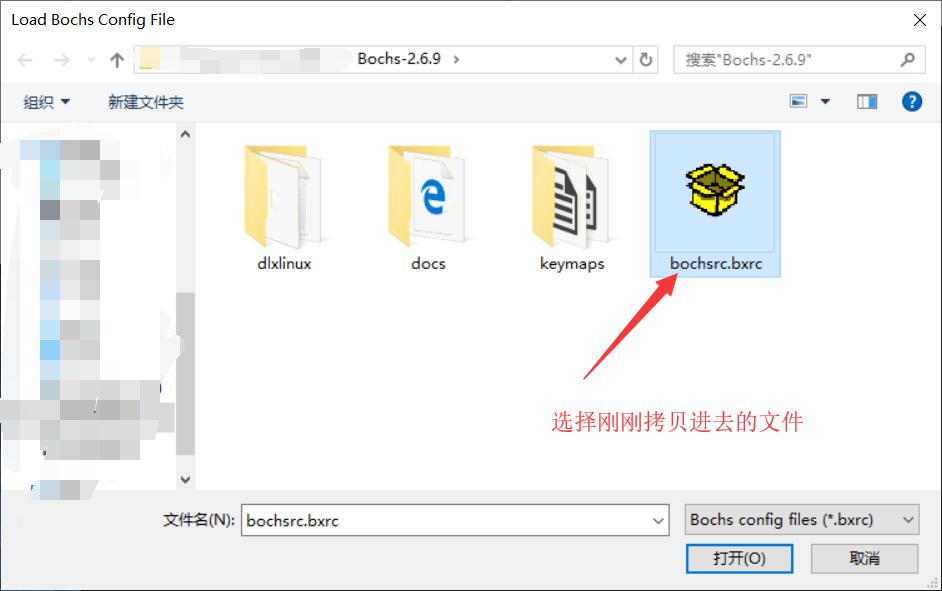 Load Bochs Config File
Bochs-2.6.9
搜索"Bochs-2.6.9"
组织
新建文件夹
?
dlxlinux
docs
keymaps
bochsrc.bxrc
选择刚刚拷贝进去的文件
文件名(N):
bochsrc.bxrc
Bochs config files (*.bxrc)
打开(O)
取消